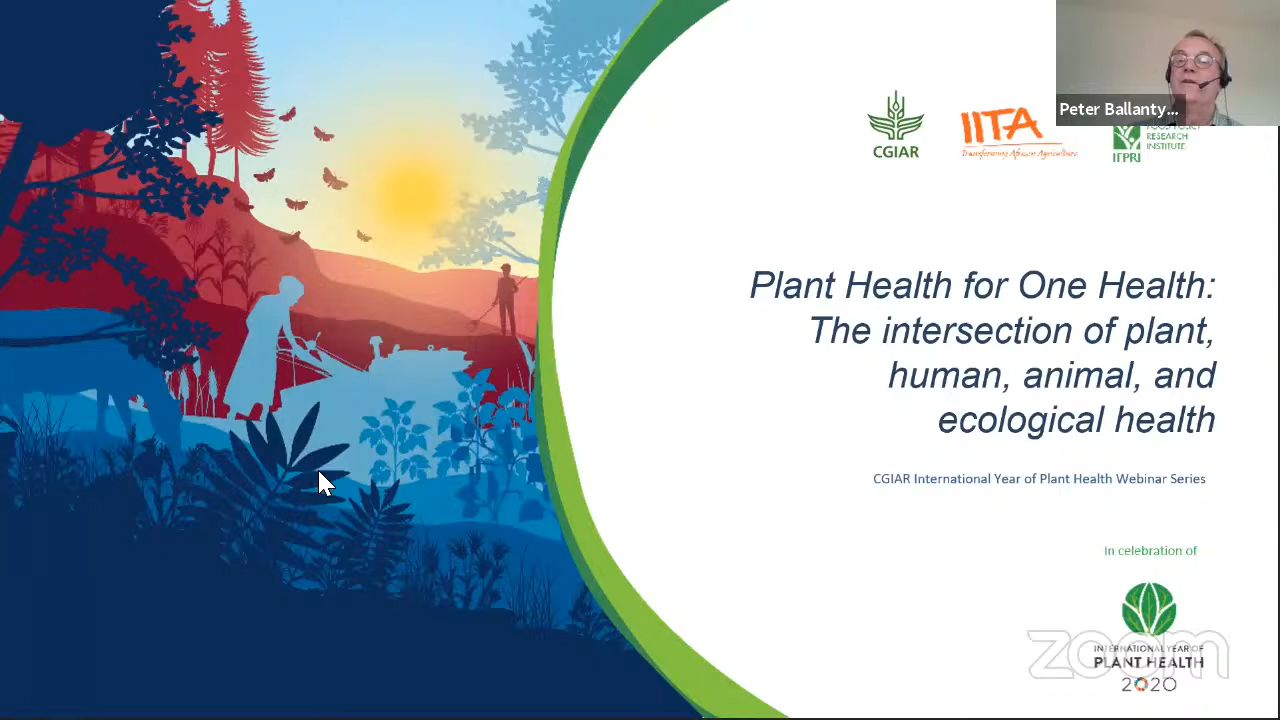 Peter Ballanty...
CGIAR
IITA
Transforming African Agriculture
RESEARCH
INSTITUTE
IFPRI
Plant Health for One Health:
The intersection of plant,
human, animal, and
ecological health
CGIAR International Year of Plant Health Webinar Series
In celebration of
zoom
INTERNATIONAL YEAR OF
PLANT HEALTH
2020